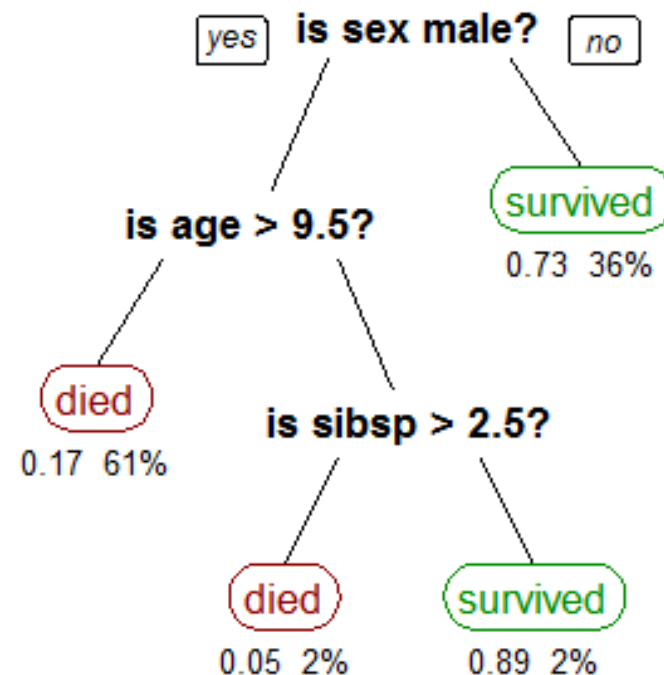 yes is sex male? no
survived
is age > 9.5?
0.73 36%
died
is sibsp > 2.5?
0.17 61%
died survived
0.05 2% 0.89 2%